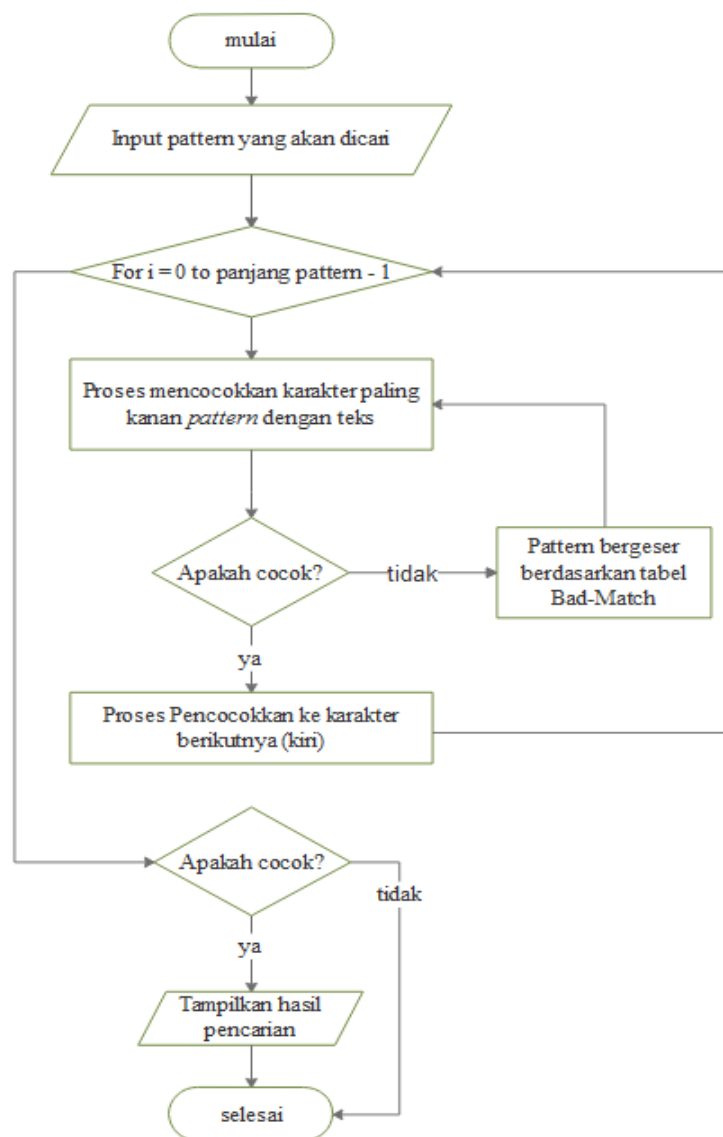 mulai
Input pattern yang akan dicari
For i = 0 to panjang pattern - 1
Proses mencocokkan karakter paling
kanan pattern dengan teks
Apakah cocok?
tidak
Pattern bergeser
berdasarkan tabel
Bad-Match
ya
Proses Pencocokkan ke karakter
berikutnya (kiri)
Apakah cocok?
tidak
ya
Tampilkan hasil
pencarian
selesai